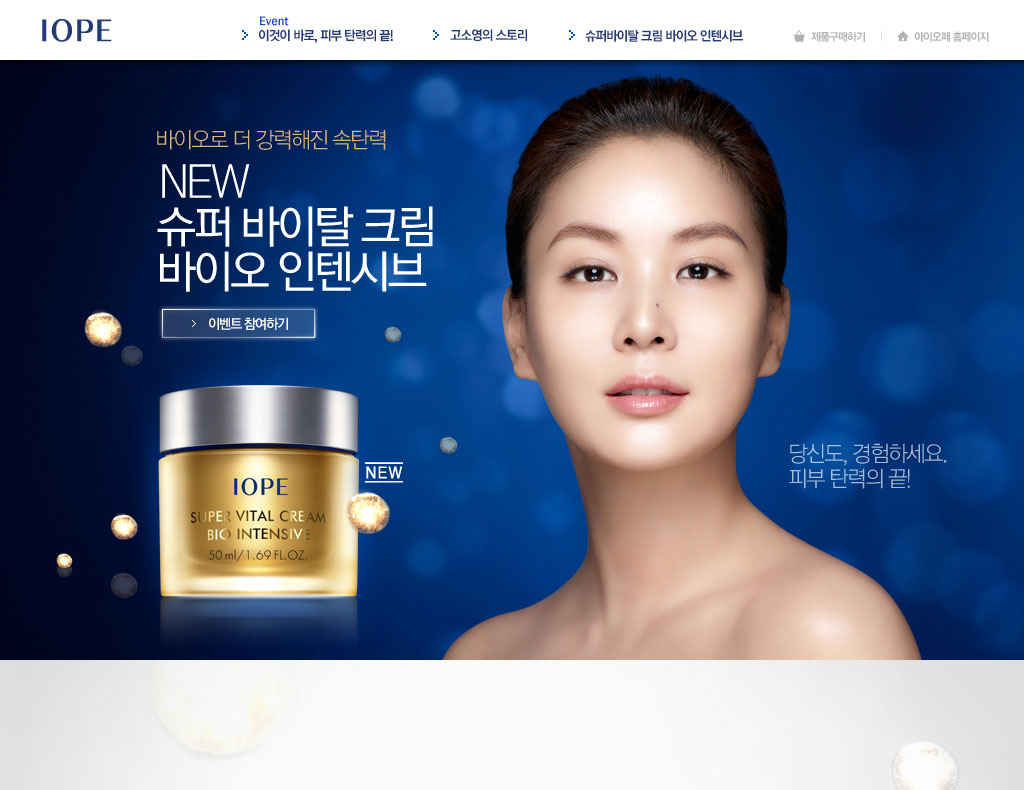 IOPE
Event
이것이 바로, 피부 탄력의 끝!
고소영의 스토리
슈퍼바이탈 크림 바이오 인텐시브
제품구매하기
아이오페 홈페이지
바이오로 더 강력해진 속탄력
NEW
슈퍼 바이탈 크림
바이오 인텐시브
이벤트 참여하기
당신도, 경험하세요.
피부 탄력의 끝!
NEW
IOPE
SUPER VITAL CREAM
BIO INTENSIVE
50 ml/1.69 FL.OZ.